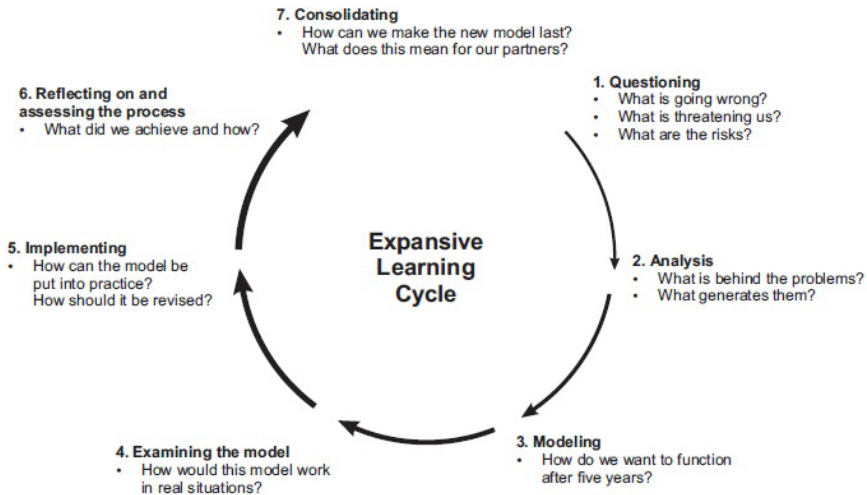 7. Consolidating
• How can we make the new model last?
What does this mean for our partners?
1. Questioning
• What is going wrong?
• What is threatening us?
• What are the risks?
6. Reflecting on and
assessing the process
• What did we achieve and how?
Expansive
Learning
Cycle
5. Implementing
• How can the model be
put into practice?
How should it be revised?
2. Analysis
• What is behind the problems?
• What generates them?
4. Examining the model
• How would this model work
in real situations?
3. Modeling
• How do we want to function
after five years?